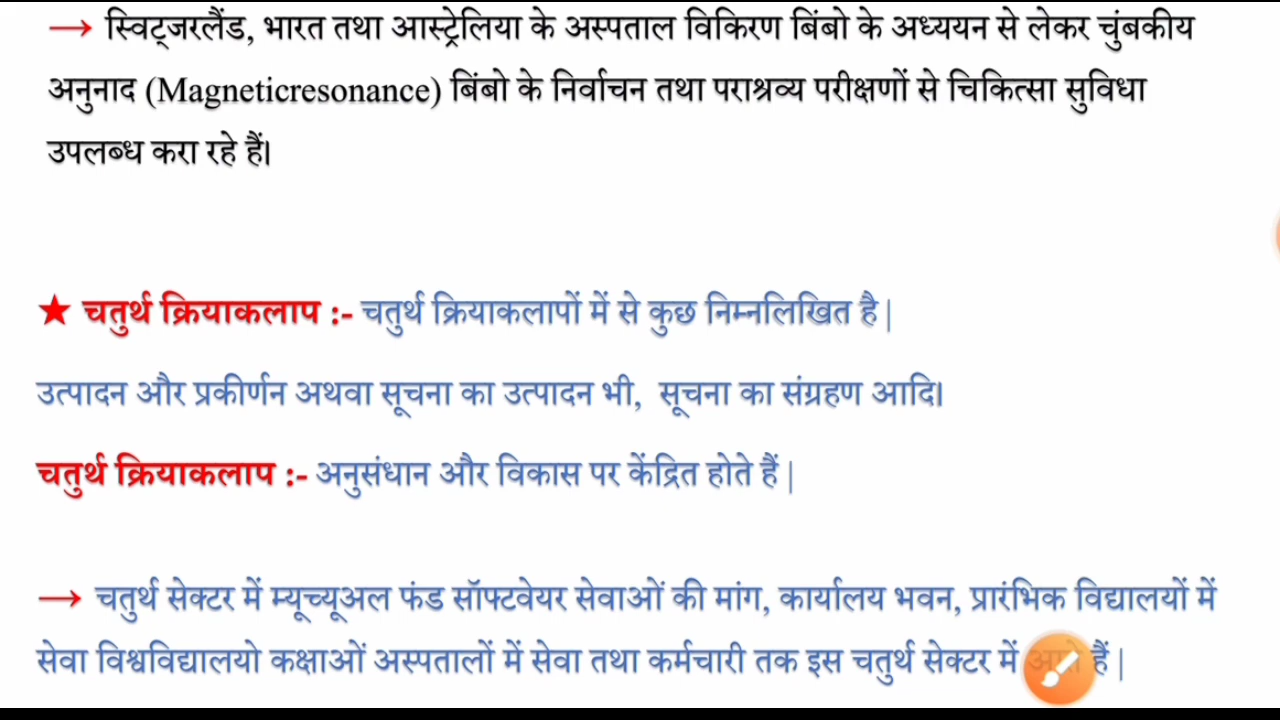 → स्विट्जरलैंड, भारत तथा आस्ट्रेलिया के अस्पताल विकिरण बिंबो के अध्ययन से लेकर चुंबकीय
अनुनाद (Magneticresonance) बिंबो के निर्वाचन तथा पराश्रव्य परीक्षणों से चिकित्सा सुविधा
उपलब्ध करा रहे हैं।
★ चतुर्थ क्रियाकलाप :- चतुर्थ क्रियाकलापों में से कुछ निम्नलिखित है |
उत्पादन और प्रकीर्णन अथवा सूचना का उत्पादन भी, सूचना का संग्रहण आदि।
चतुर्थ क्रियाकलाप :- अनुसंधान और विकास पर केंद्रित होते हैं |
→ चतुर्थ सेक्टर में म्यूच्यूअल फंड सॉफ्टवेयर सेवाओं की मांग, कार्यालय भवन, प्रारंभिक विद्यालयों में
सेवा विश्वविद्यालयो कक्षाओं अस्पतालों में सेवा तथा कर्मचारी तक इस चतुर्थ सेक्टर में हैं |